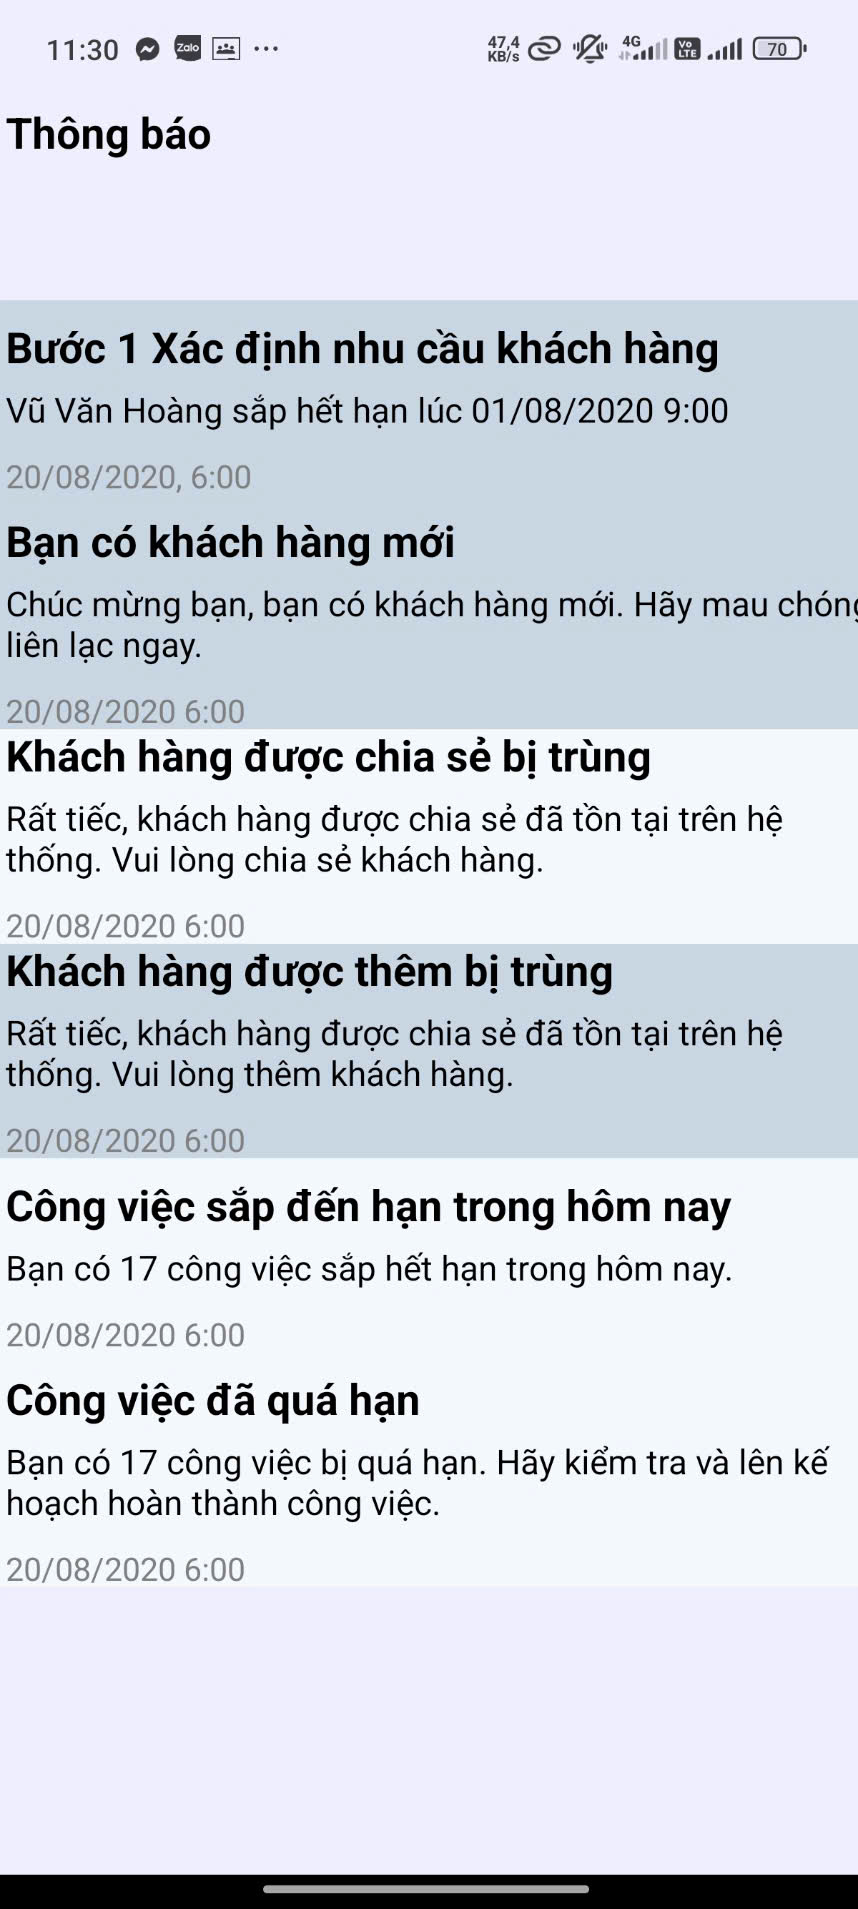 11:30 Zalo ... 47,4 KB/s 4G Vo LTE 70
Thông báo
Bước 1 Xác định nhu cầu khách hàng
Vũ Văn Hoàng sắp hết hạn lúc 01/08/2020 9:00
20/08/2020, 6:00
Bạn có khách hàng mới
Chúc mừng bạn, bạn có khách hàng mới. Hãy mau chóng
liên lạc ngay.
20/08/2020 6:00
Khách hàng được chia sẻ bị trùng
Rất tiếc, khách hàng được chia sẻ đã tồn tại trên hệ
thống. Vui lòng chia sẻ khách hàng.
20/08/2020 6:00
Khách hàng được thêm bị trùng
Rất tiếc, khách hàng được chia sẻ đã tồn tại trên hệ
thống. Vui lòng thêm khách hàng.
20/08/2020 6:00
Công việc sắp đến hạn trong hôm nay
Bạn có 17 công việc sắp hết hạn trong hôm nay.
20/08/2020 6:00
Công việc đã quá hạn
Bạn có 17 công việc bị quá hạn. Hãy kiểm tra và lên kế
hoạch hoàn thành công việc.
20/08/2020 6:00